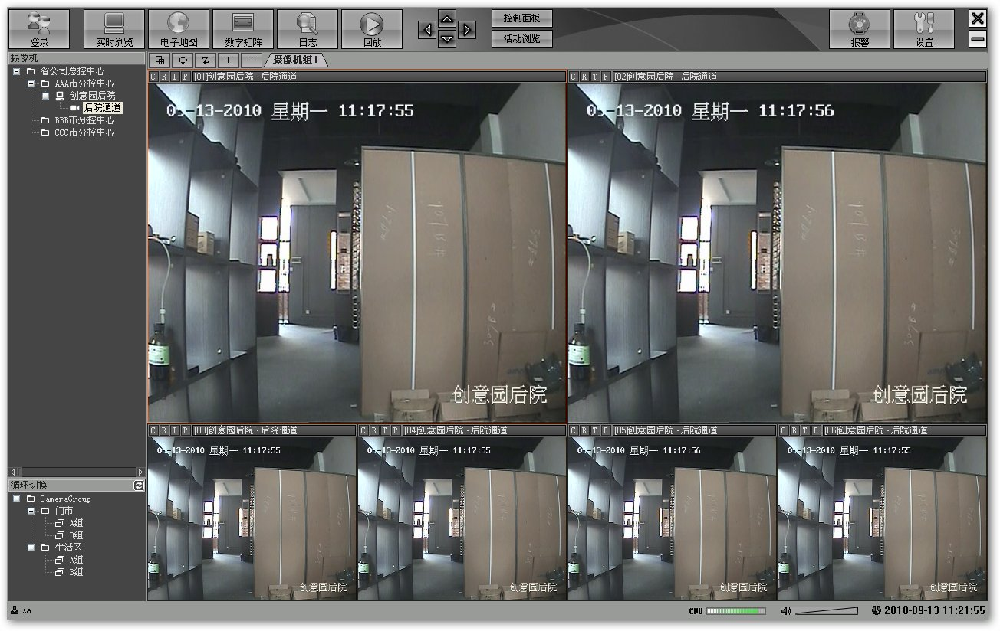 登录
实时浏览
电子地图
数字矩阵
日志
回放
控制面板
活动浏览
报警
设置
摄像机
摄像机组1
省公司总控中心
AAA市分控中心
创意园后院
后院通道
BBB市分控中心
CCC市分控中心
C R T P [01]创意园后院 - 后院通道
09-13-2010 星期一 11:17:55
创意园后院
C R T P [02]创意园后院 - 后院通道
09-13-2010 星期一 11:17:56
创意园后院
C R T P [03]创意园后院 - 后院通道
09-13-2010 星期一 11:17:55
创意园后院
C R T P [04]创意园后院 - 后院通道
09-13-2010 星期一 11:17:55
创意园后院
C R T P [05]创意园后院 - 后院通道
09-13-2010 星期一 11:17:56
创意园后院
C R T P [06]创意园后院 - 后院通道
09-13-2010 星期一 11:17:55
创意园后院
循环切换
CameraGroup
门市
A组
B组
生活区
A组
B组
sa
CPU
2010-09-13 11:21:55